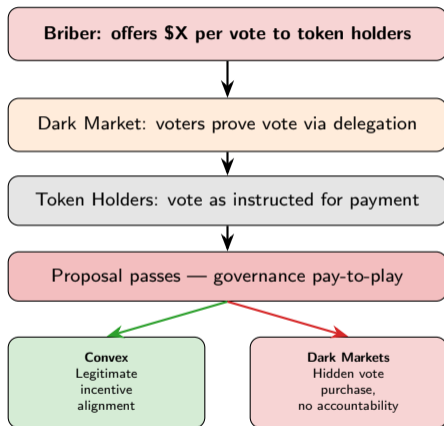 Briber: offers $X per vote to token holders
Dark Market: voters prove vote via delegation
Token Holders: vote as instructed for payment
Proposal passes — governance pay-to-play
Convex
Legitimate
incentive
alignment
Dark Markets
Hidden vote
purchase,
no accountability